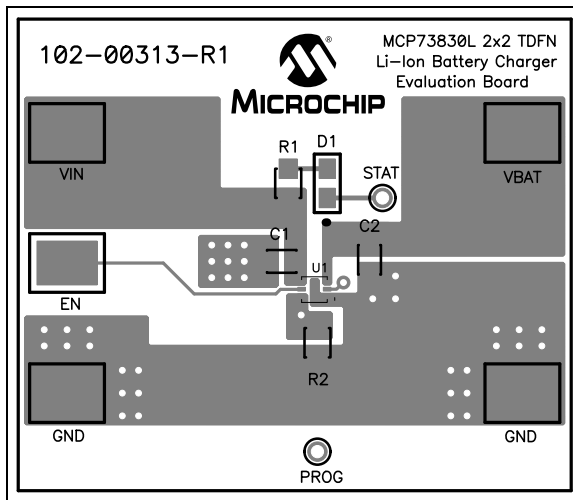 102-00313-R1
MICROCHIP
MCP73830L 2x2 TDFN
Li-Ion Battery Charger
Evaluation Board
VIN
R1
D1
STAT
VBAT
C1
C2
U1
EN
R2
GND
GND
PROG